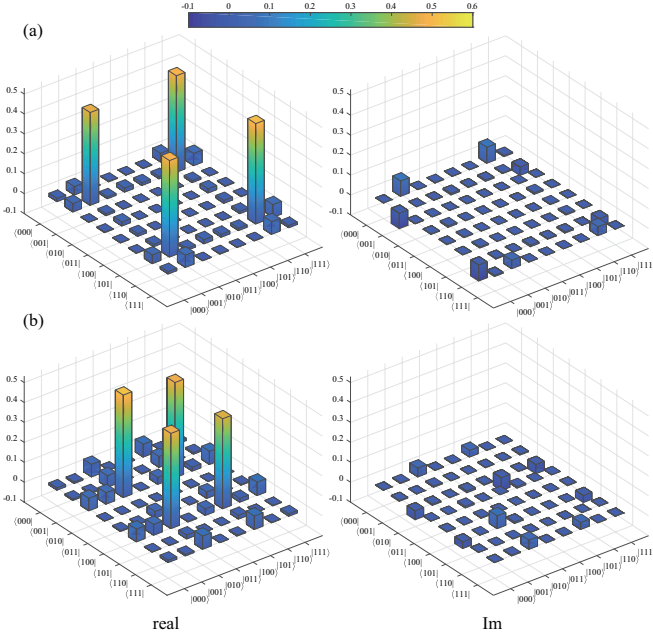 -0.1 0 0.1 0.2 0.3 0.4 0.5 0.6
(a)
0.5 0.4 0.3 0.2 0.1 0 -0.1
⟨000| ⟨001| ⟨010| ⟨011| ⟨100| ⟨101| ⟨110| ⟨111|
|000⟩ |001⟩ |010⟩ |011⟩ |100⟩ |101⟩ |110⟩ |111⟩
0.5 0.4 0.3 0.2 0.1 0 -0.1
⟨000| ⟨001| ⟨010| ⟨011| ⟨100| ⟨101| ⟨110| ⟨111|
|000⟩ |001⟩ |010⟩ |011⟩ |100⟩ |101⟩ |110⟩ |111⟩
(b)
0.5 0.4 0.3 0.2 0.1 0 -0.1
⟨000| ⟨001| ⟨010| ⟨011| ⟨100| ⟨101| ⟨110| ⟨111|
|000⟩ |001⟩ |010⟩ |011⟩ |100⟩ |101⟩ |110⟩ |111⟩
0.5 0.4 0.3 0.2 0.1 0 -0.1
⟨000| ⟨001| ⟨010| ⟨011| ⟨100| ⟨101| ⟨110| ⟨111|
|000⟩ |001⟩ |010⟩ |011⟩ |100⟩ |101⟩ |110⟩ |111⟩
real Im